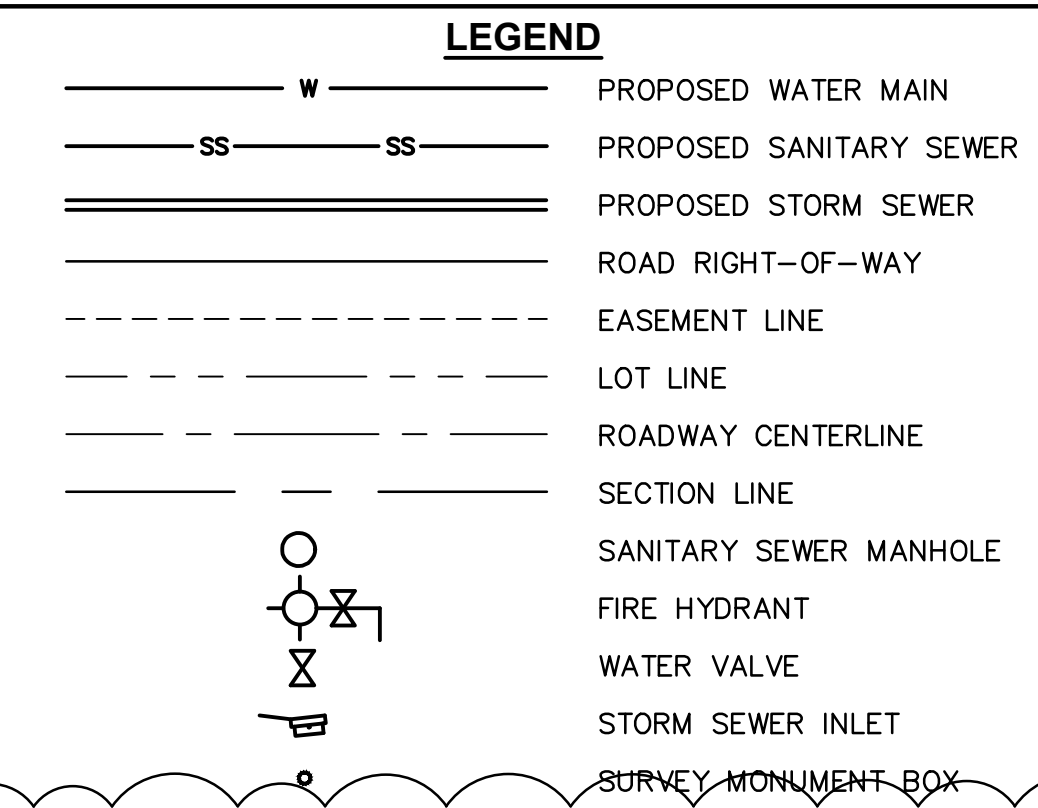 LEGEND
W PROPOSED WATER MAIN
SS SS PROPOSED SANITARY SEWER
PROPOSED STORM SEWER
ROAD RIGHT-OF-WAY
EASEMENT LINE
LOT LINE
ROADWAY CENTERLINE
SECTION LINE
SANITARY SEWER MANHOLE
FIRE HYDRANT
WATER VALVE
STORM SEWER INLET
SURVEY MONUMENT BOX